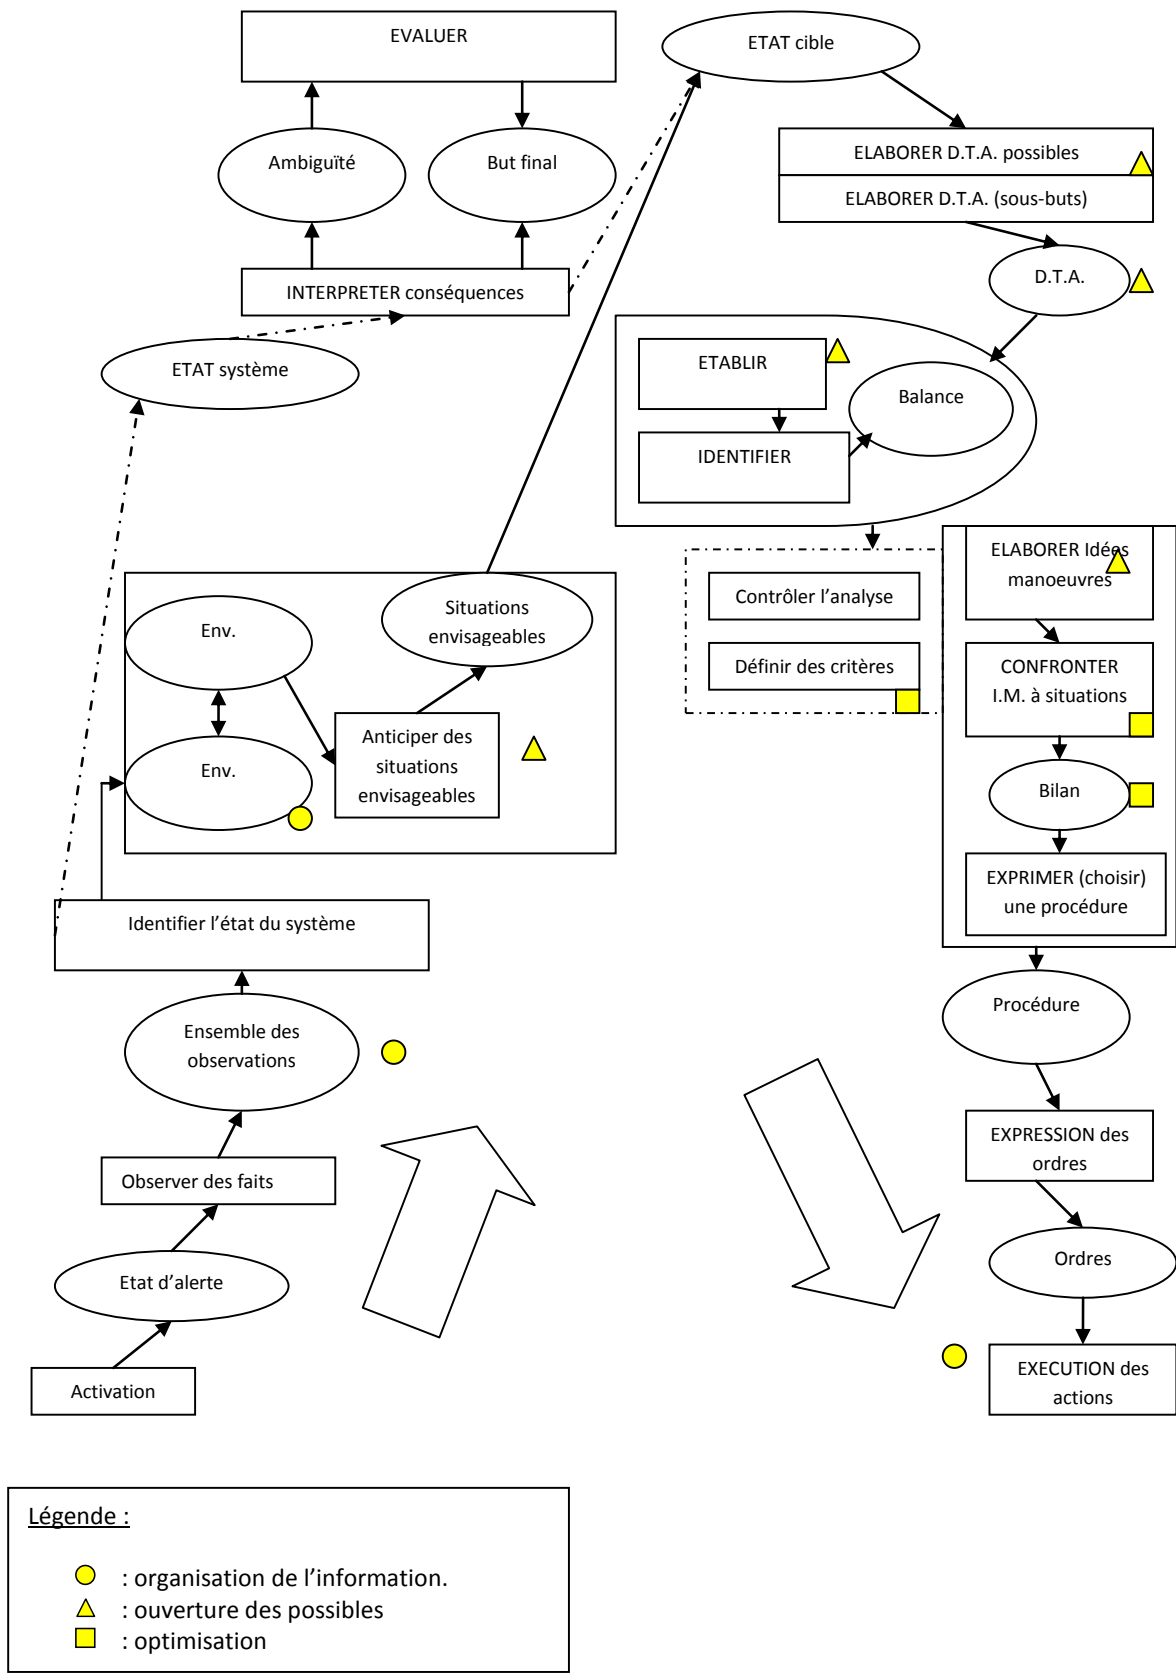 EVALUER
Ambiguïté
But final
INTERPRETER conséquences
ETAT système
ETAT cible
ELABORER D.T.A. possibles
ELABORER D.T.A. (sous-buts)
D.T.A.
ETABLIR
Balance
IDENTIFIER
Contrôler l'analyse
Définir des critères
ELABORER Idées
manoeuvres
CONFRONTER
I.M. à situations
Bilan
EXPRIMER (choisir)
une procédure
Procédure
EXPRESSION des
ordres
Ordres
EXECUTION des
actions
Situations
envisageables
Env.
Env.
Anticiper des
situations
envisageables
Identifier l'état du système
Ensemble des
observations
Observer des faits
Etat d'alerte
Activation
Légende :
: organisation de l'information.
: ouverture des possibles
: optimisation